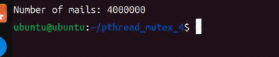 Number of mails: 4000000
ubuntu@ubuntu:~/pthread_mutex_4$